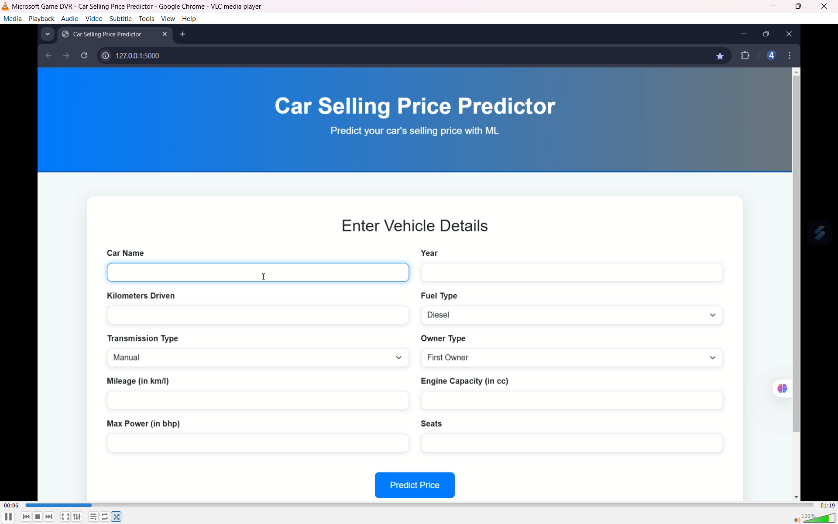 Microsoft Game DVR - Car Selling Price Predictor - Google Chrome - VLC media player
Media Playback Audio Video Subtitle Tools View Help
Car Selling Price Predictor
127.0.0.1:5000
4
Car Selling Price Predictor
Predict your car's selling price with ML
Enter Vehicle Details
Car Name Year
Kilometers Driven Fuel Type
Diesel
Transmission Type Owner Type
Manual First Owner
Mileage (in km/l) Engine Capacity (in cc)
Max Power (in bhp) Seats
Predict Price
00:06 01:19